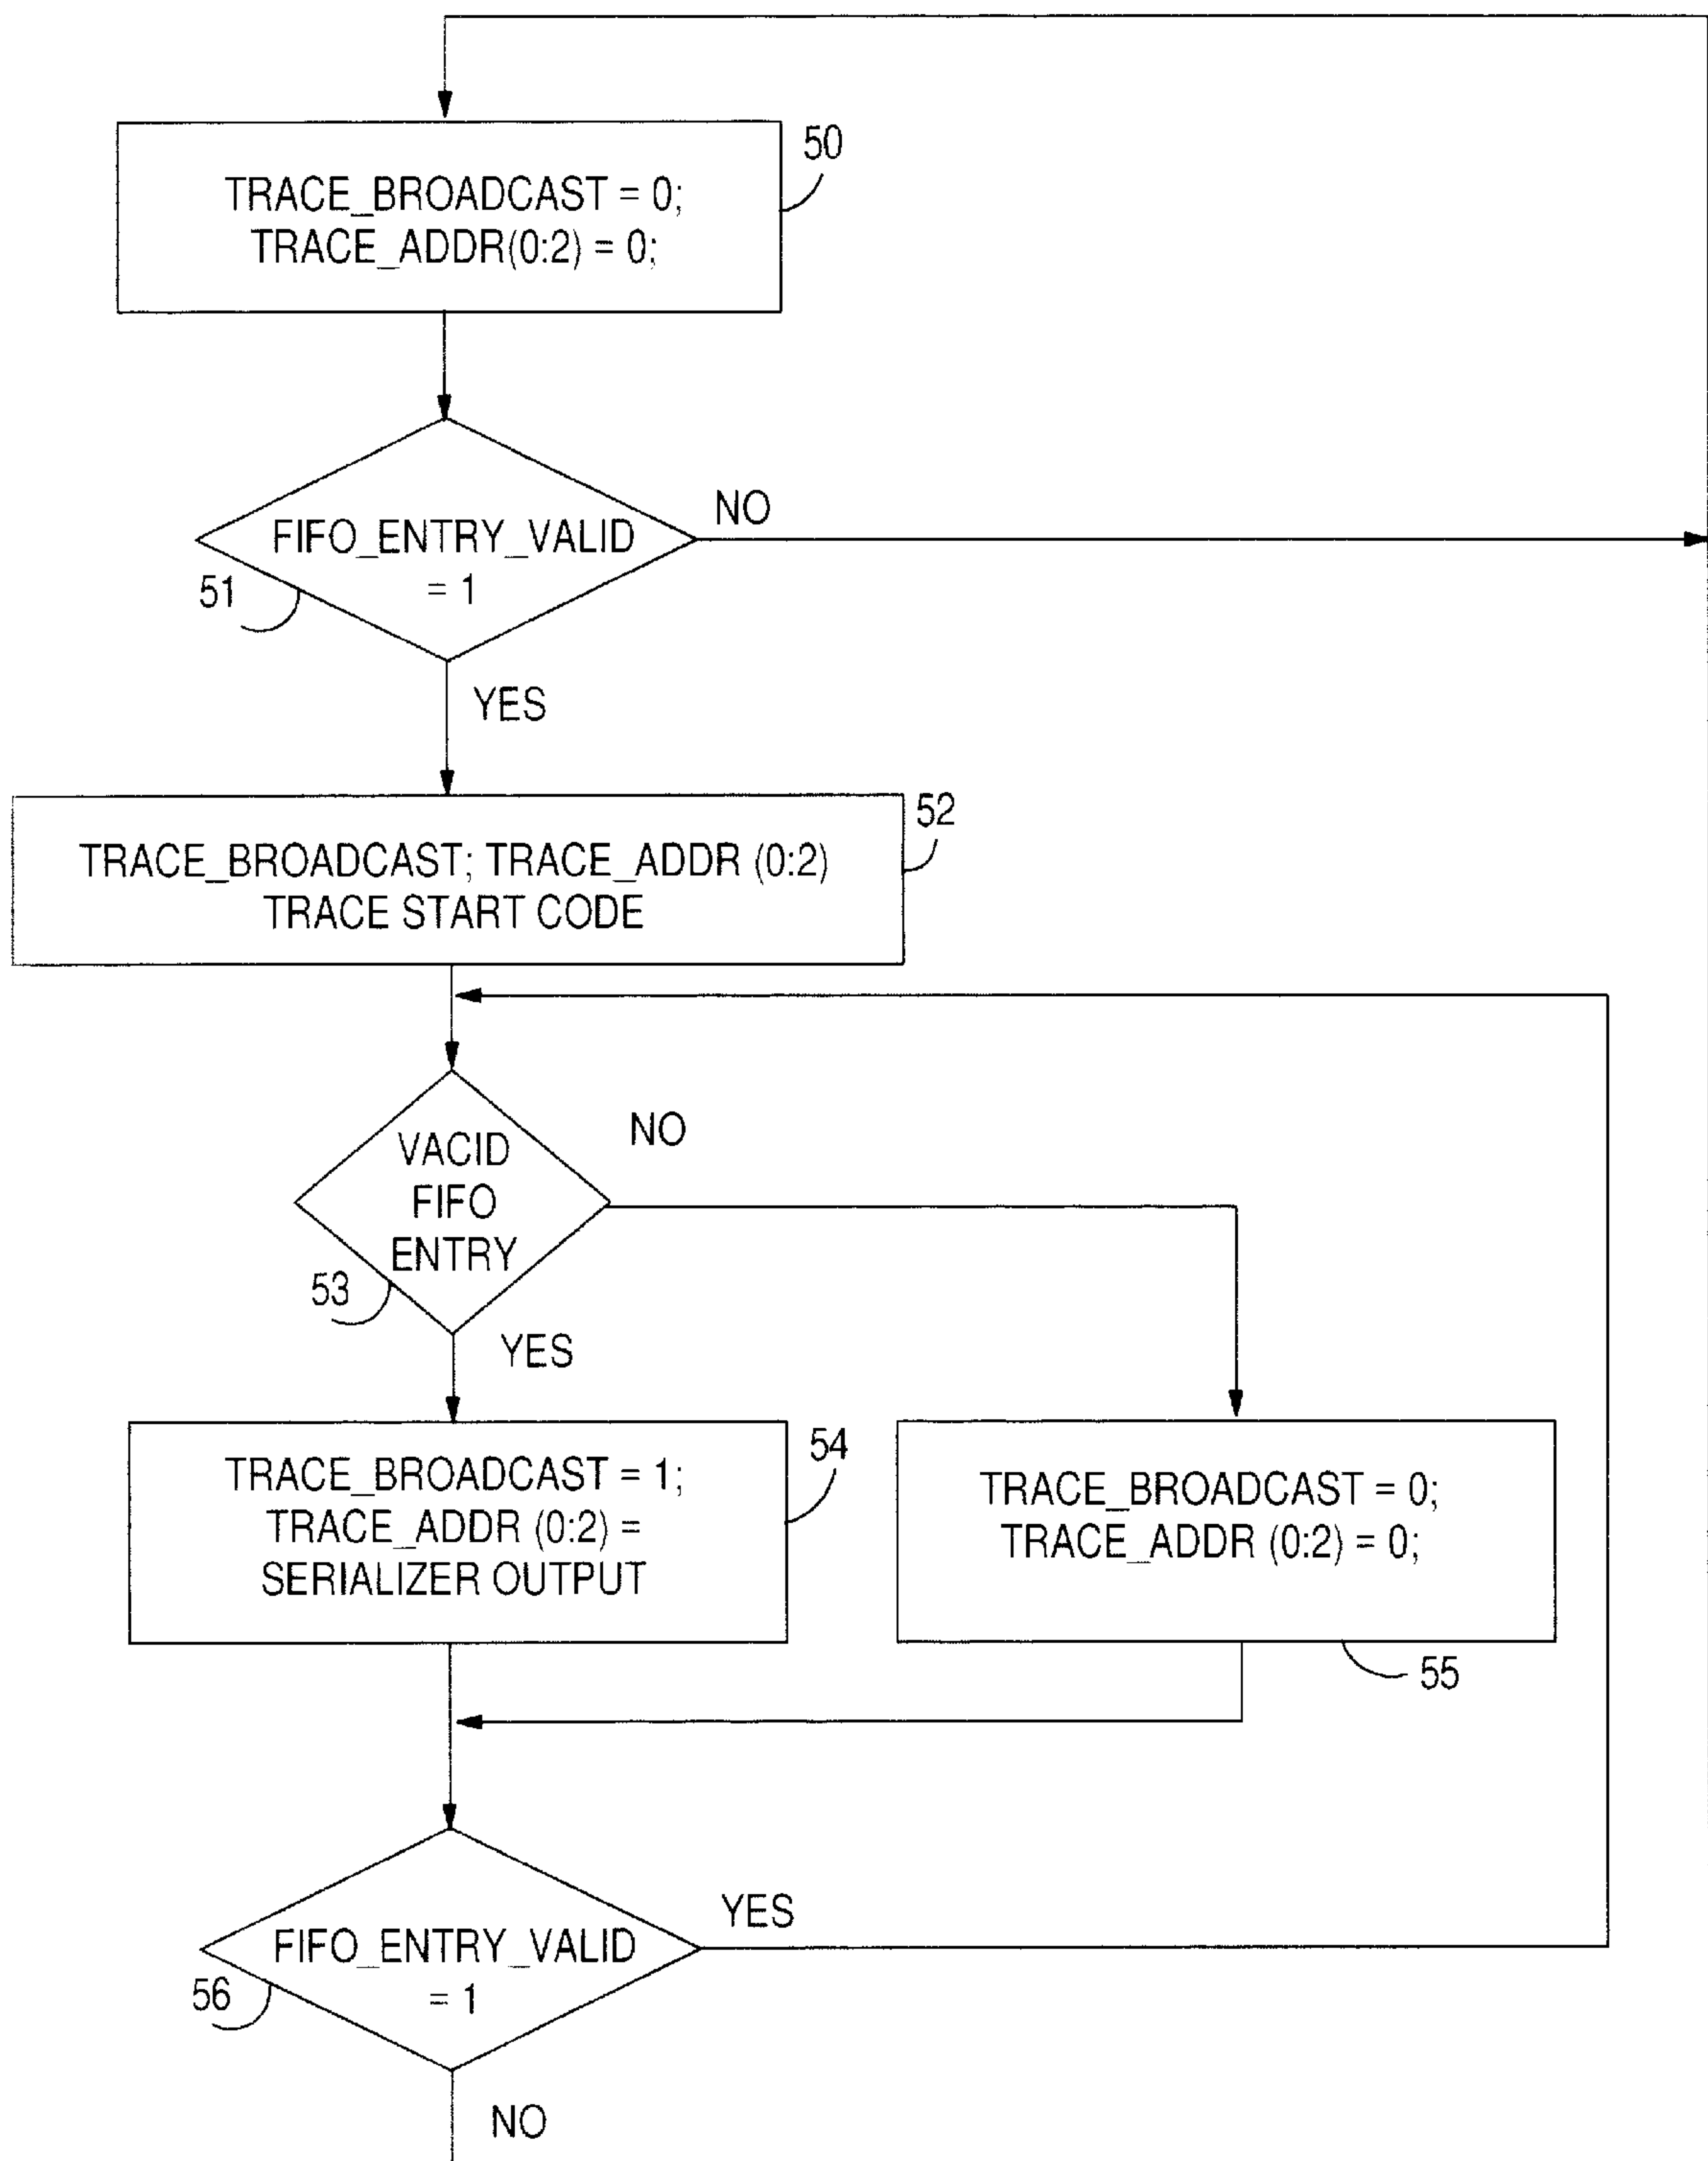 50
TRACE_BROADCAST = 0;
TRACE_ADDR(0:2) = 0;
NO
FIFO_ENTRY_VALID
= 1
51
YES
52
TRACE_BROADCAST; TRACE_ADDR (0:2)
TRACE START CODE
NO
VACID
FIFO
ENTRY
53
YES
54
TRACE_BROADCAST = 1;
TRACE_ADDR (0:2) =
SERIALIZER OUTPUT
TRACE_BROADCAST = 0;
TRACE_ADDR (0:2) = 0;
55
YES
FIFO_ENTRY_VALID
= 1
56
NO